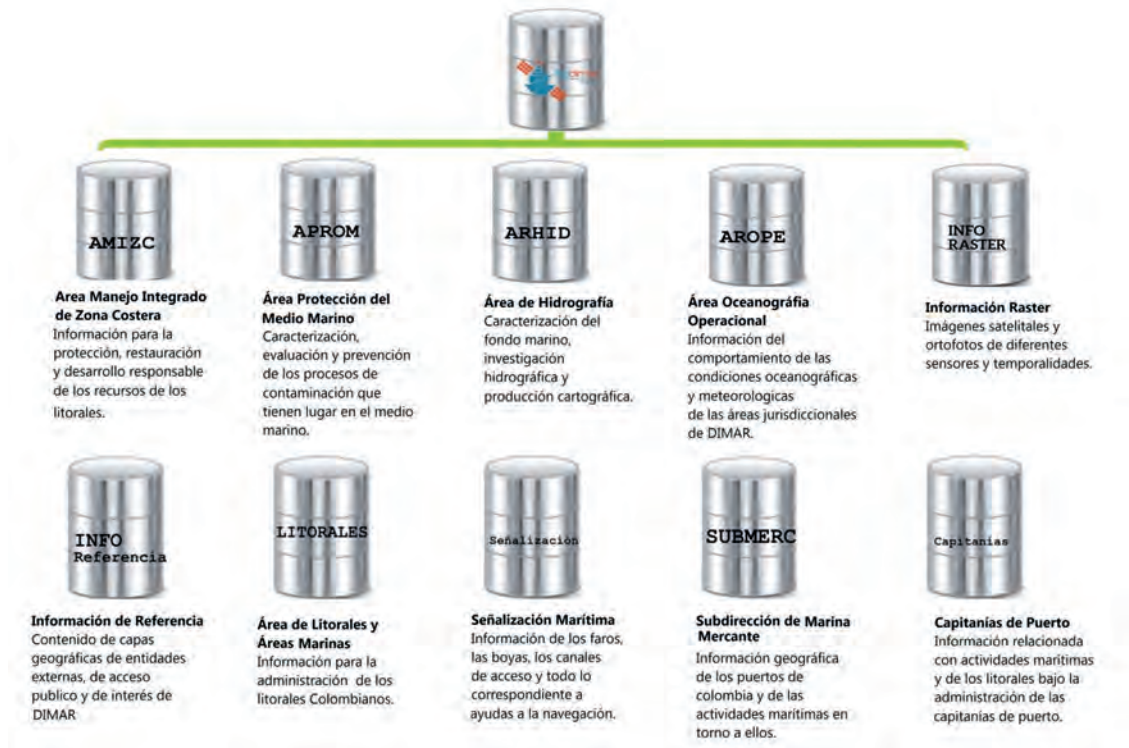 AMIZC
Area Manejo Integrado
de Zona Costera
Información para la
protección, restauración
y desarrollo responsable
de los recursos de los
litorales.
APROM
Área Protección del
Medio Marino
Caracterización,
evaluación y prevención
de los procesos de
contaminación que
tienen lugar en el medio
marino.
ARHID
Área de Hidrografía
Caracterización del
fondo marino,
investigación
hidrográfica y
producción cartográfica.
AROPE
Área Oceanográfia
Operacional
Información del
comportamiento de las
condiciones oceanográficas
y meteorologicas
de las áreas jurisdiccionales
de DIMAR.
INFO
RASTER
Información Raster
Imágenes satelitales y
ortofotos de diferentes
sensores y temporalidades.
INFO
Referencia
Información de Referencia
Contenido de capas
geográficas de entidades
externas, de acceso
publico y de interés de
DIMAR
LITORALES
Área de Litorales y
Áreas Marinas
Información para la
administración de los
litorales Colombianos.
Señalización
Señalización Marítima
Información de los faros,
las boyas, los canales
de acceso y todo lo
correspondiente a
ayudas a la navegación.
SUBMERC
Subdirección de Marina
Mercante
Información geográfica
de los puertos de
colombia y de las
actividades marítimas en
torno a ellos.
Capitanías
Capitanías de Puerto
Información relacionada
con actividades marítimas
y de los litorales bajo la
administración de las
capitanías de puerto.